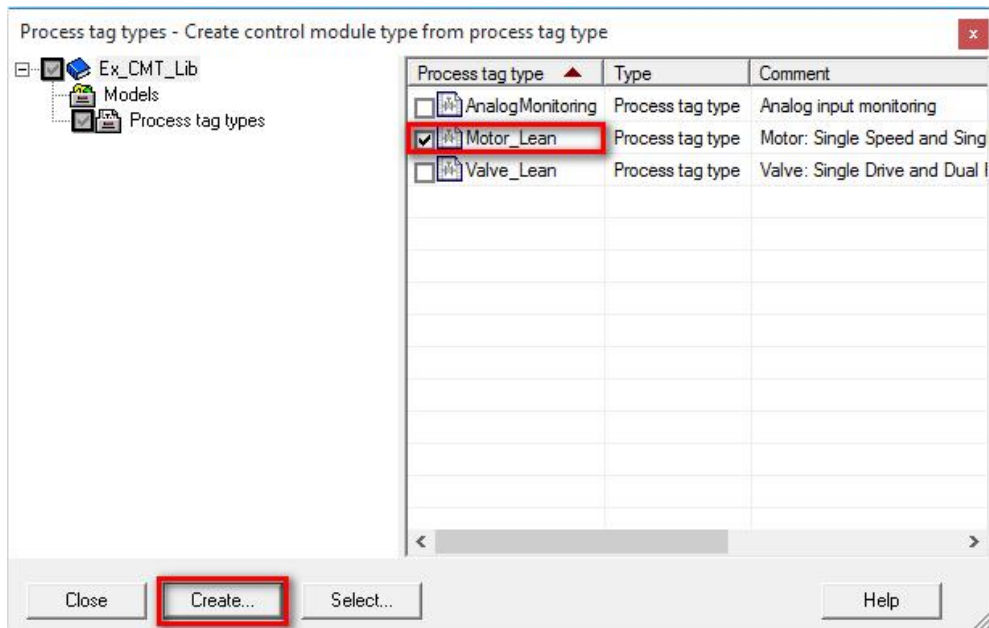 Process tag types - Create control module type from process tag type
x
Ex_CMT_Lib
Models
Process tag types
Process tag type Type Comment
AnalogMonitoring Process tag type Analog input monitoring
Motor_Lean Process tag type Motor: Single Speed and Sing
Valve_Lean Process tag type Valve: Single Drive and Dual
Close Create... Select... Help